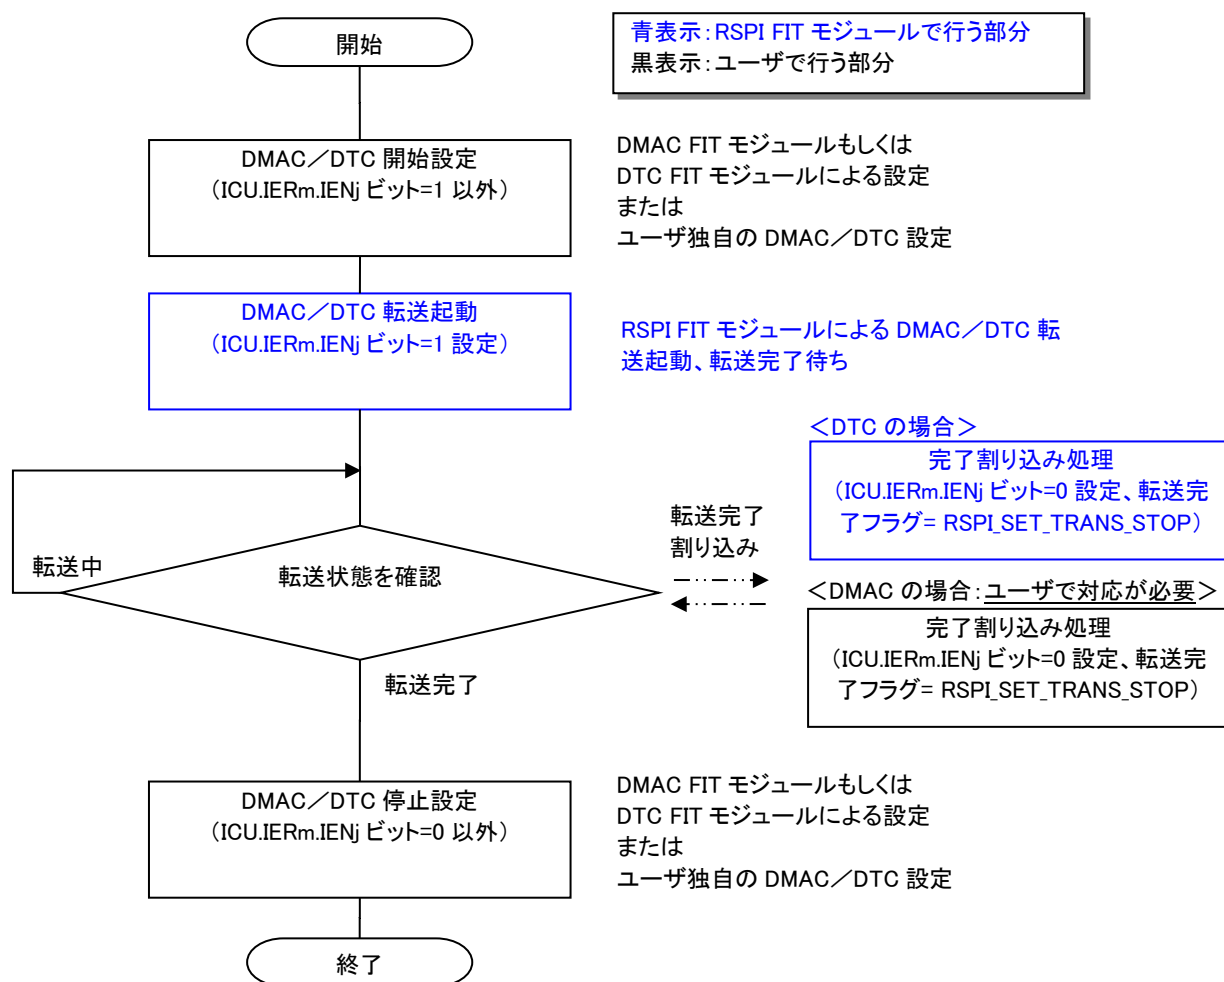 開始
青表示：RSPI FIT モジュールで行う部分
黒表示：ユーザで行う部分
DMAC／DTC 開始設定
（ICU.IERm.IENj ビット=1 以外）
DMAC FIT モジュールもしくは
DTC FIT モジュールによる設定
または
ユーザ独自の DMAC／DTC 設定
DMAC／DTC 転送起動
（ICU.IERm.IENj ビット=1 設定）
RSPI FIT モジュールによる DMAC／DTC 転
送起動、転送完了待ち
＜DTC の場合＞
完了割り込み処理
（ICU.IERm.IENj ビット=0 設定、転送完
了フラグ= RSPI_SET_TRANS_STOP）
転送完了
割り込み
転送中
転送状態を確認
＜DMAC の場合：ユーザで対応が必要＞
完了割り込み処理
（ICU.IERm.IENj ビット=0 設定、転送完
了フラグ= RSPI_SET_TRANS_STOP）
転送完了
DMAC／DTC 停止設定
（ICU.IERm.IENj ビット=0 以外）
DMAC FIT モジュールもしくは
DTC FIT モジュールによる設定
または
ユーザ独自の DMAC／DTC 設定
終了